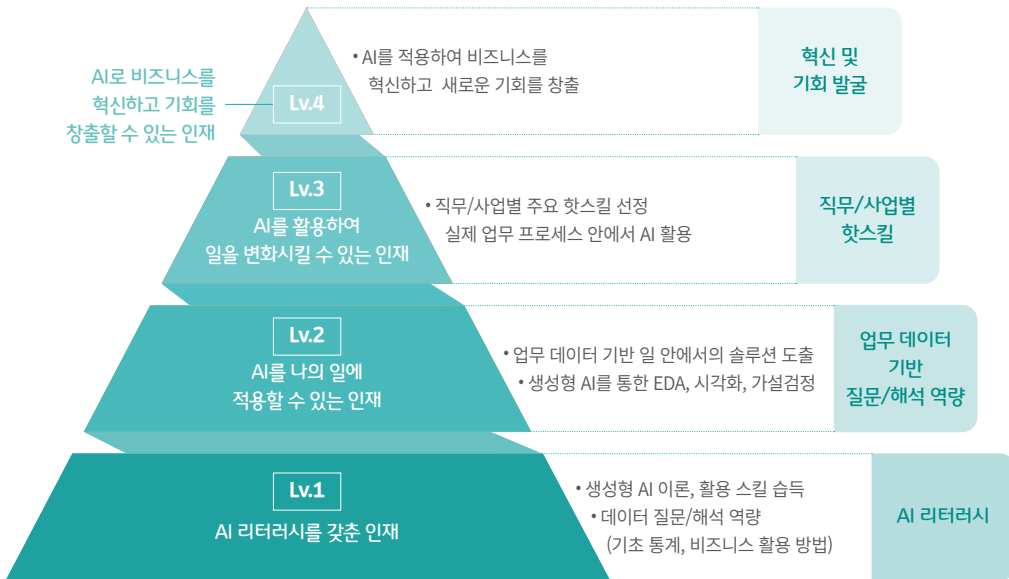 AI로 비즈니스를
혁신하고 기회를
창출할 수 있는 인재
Lv.4
• AI를 적용하여 비즈니스를
혁신하고 새로운 기회를 창출
혁신 및
기회 발굴
Lv.3
AI를 활용하여
일을 변화시킬 수 있는 인재
• 직무/사업별 주요 핫스킬 선정
실제 업무 프로세스 안에서 AI 활용
직무/사업별
핫스킬
Lv.2
AI를 나의 일에
적용할 수 있는 인재
• 업무 데이터 기반 일 안에서의 솔루션 도출
• 생성형 AI를 통한 EDA, 시각화, 가설검정
업무 데이터
기반
질문/해석 역량
Lv.1
AI 리터러시를 갖춘 인재
• 생성형 AI 이론, 활용 스킬 습득
• 데이터 질문/해석 역량
(기초 통계, 비즈니스 활용 방법)
AI 리터러시